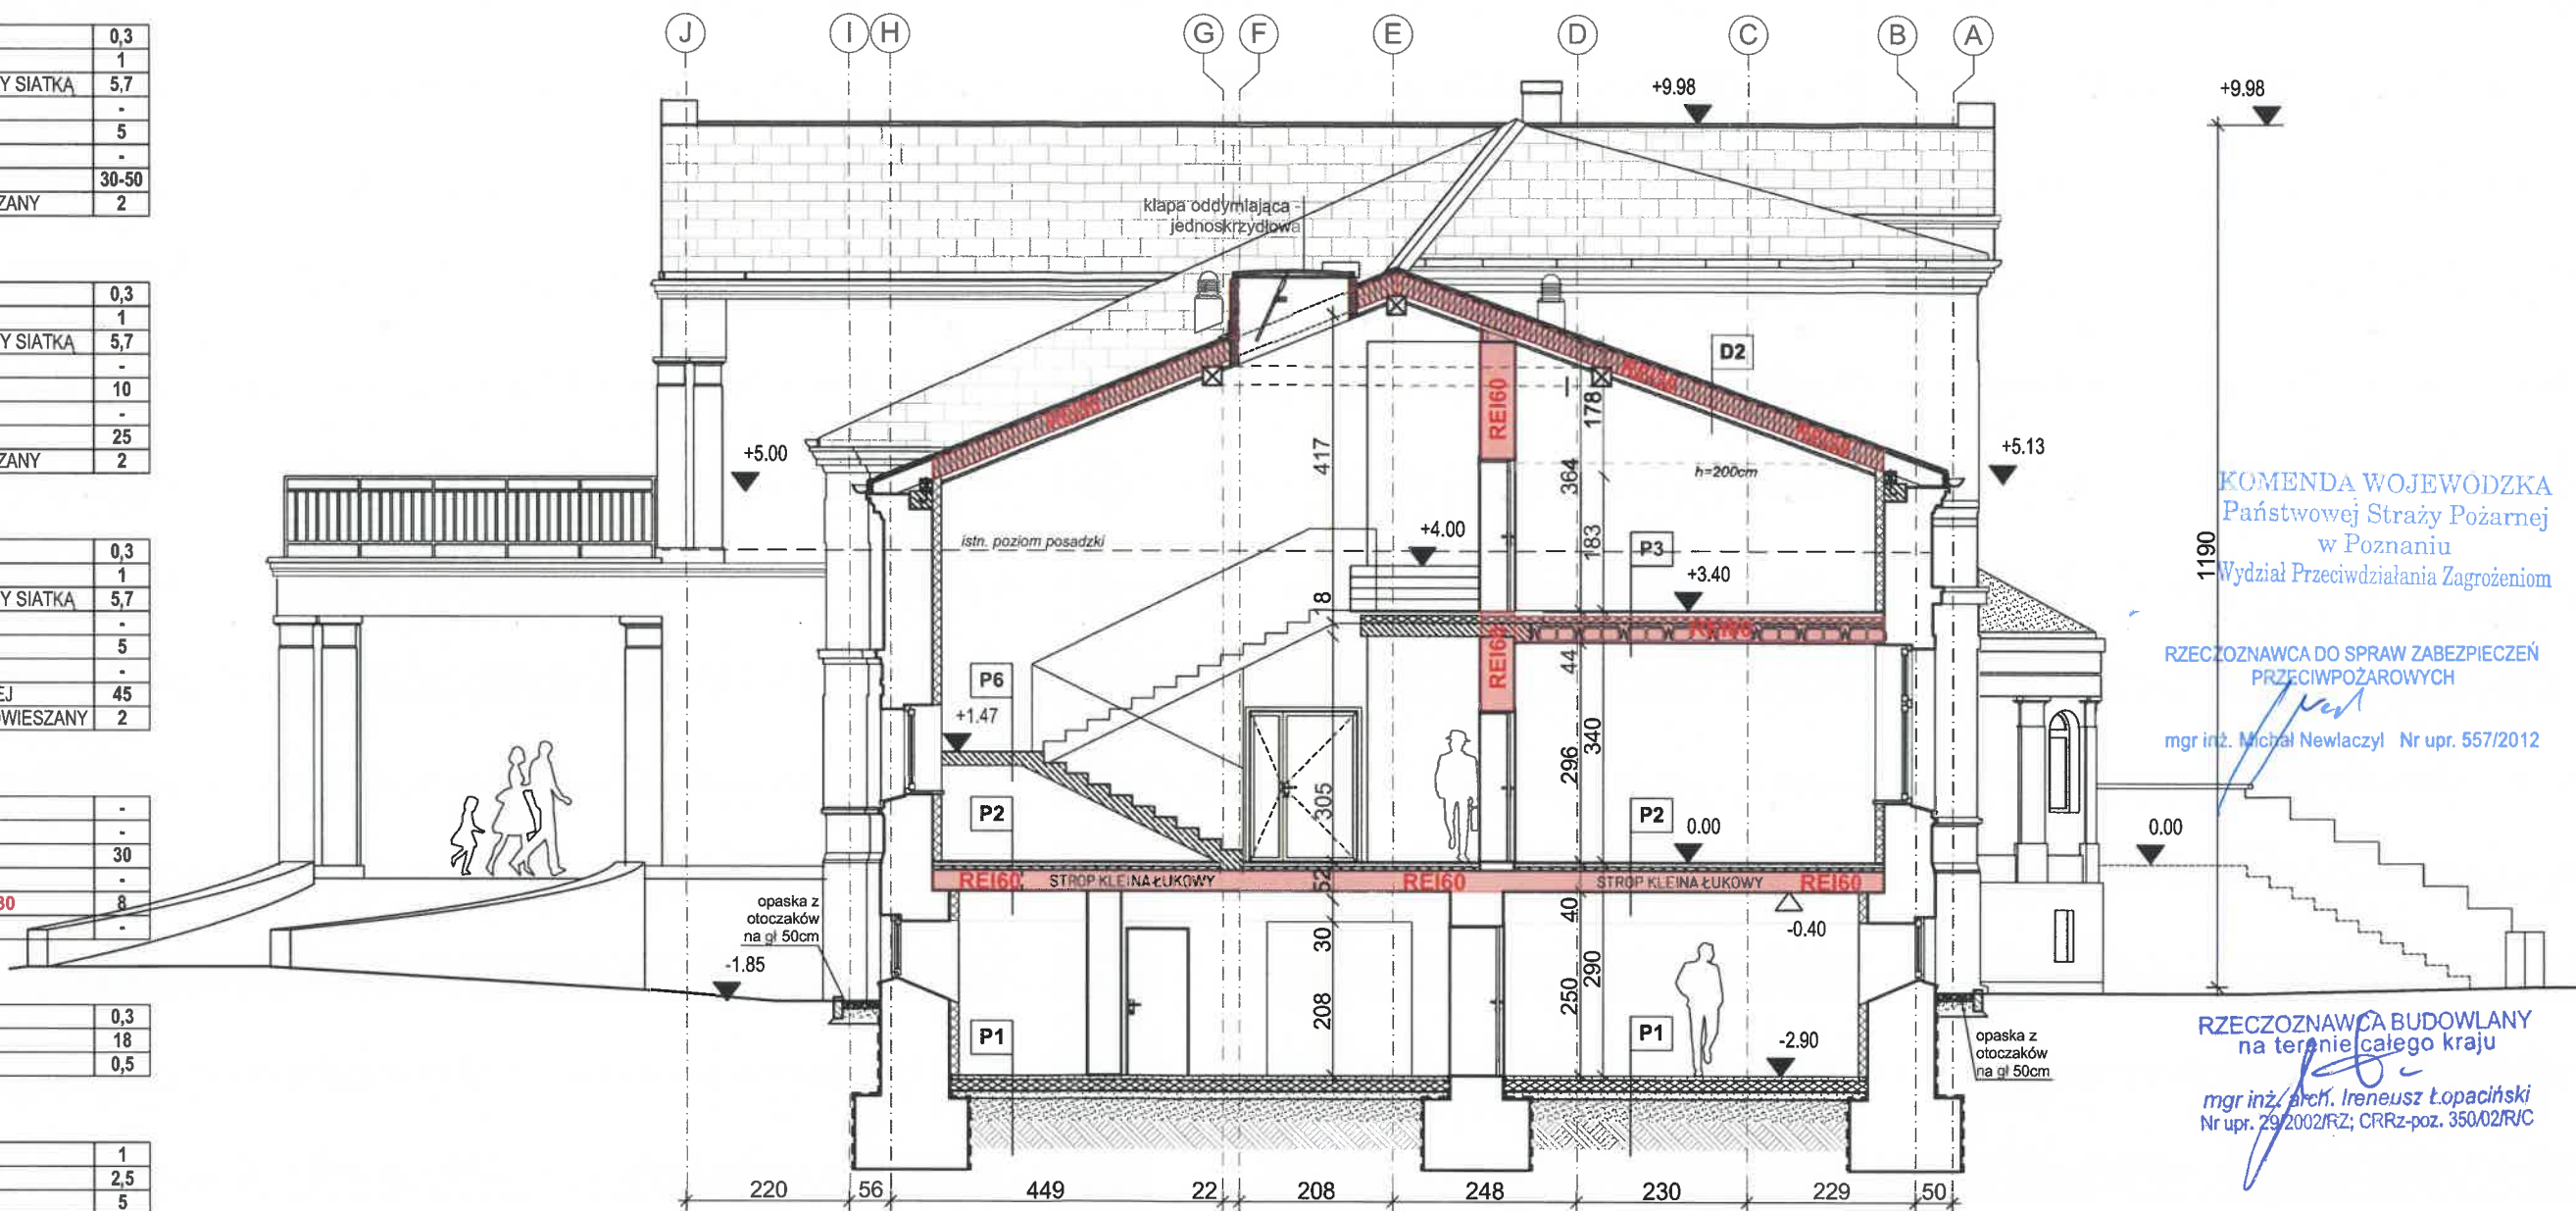 0,3
1
Y SIATKĄ 5,7
-
5
-
30-50
ZANY 2
0,3
1
Y SIATKĄ 5,7
-
10
-
25
ZANY 2
0,3
1
Y SIATKĄ 5,7
-
5
-
EJ 45
OWIESZANY 2
-
-
30
-
30 8
-
0,3
18
0,5
1
2,5
5
J I H G F E D C B A
+9.98
+9.98
klapa oddymiająca -
jednoskrzydłowa
D2
+5.00
+5.13
REI60
178
417
364
h=200cm
istn. poziom posadzki
+4.00
183
P3
+3.40
8
REI60
44
P6
+1.47
296
340
305
P2
P2
0.00
0.00
REI60
STROP KLEINA ŁUKOWY
52
REI60
STROP KLEINA ŁUKOWY
REI60
opaska z
otoczaków
na gł 50cm
-1.85
40
-0.40
30
290
250
208
P1
P1
-2.90
opaska z
otoczaków
na gł 50cm
1190
220 56 449 22 208 248 230 229 50
KOMENDA WOJEWÓDZKA
Państwowej Straży Pożarnej
w Poznaniu
Wydział Przeciwdziałania Zagrożeniom
RZECZOZNAWCA DO SPRAW ZABEZPIECZEŃ
PRZECIWPOŻAROWYCH
mgr inż. Michał Newlaczyl Nr upr. 557/2012
RZECZOZNAWCA BUDOWLANY
na terenie całego kraju
mgr inż. arch. Ireneusz Łopaciński
Nr upr. 29/2002/RZ; CRRz-poz. 350/02/R/C